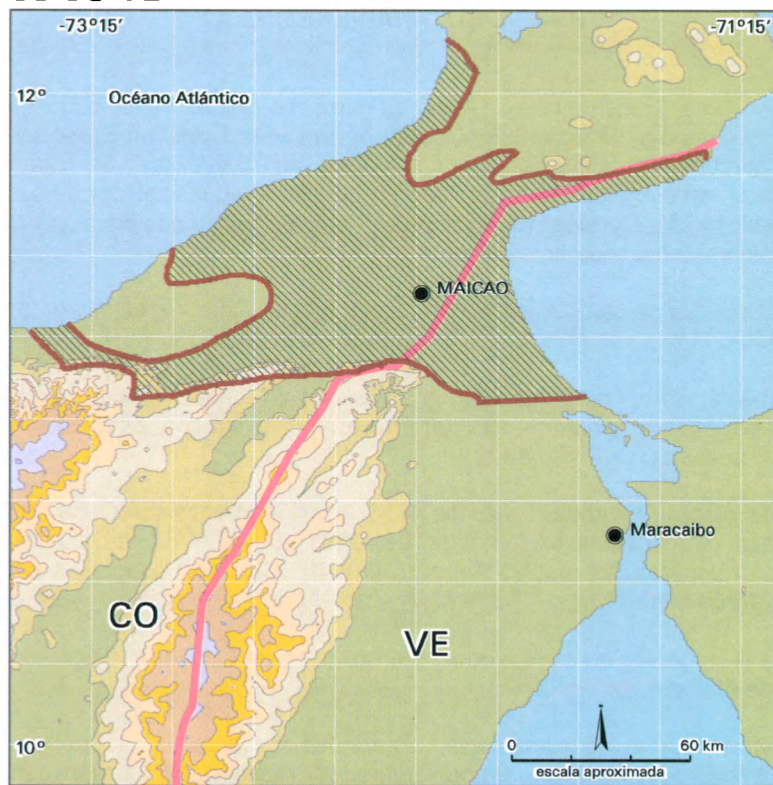 -73°15'
-71°15'
12°
Océano Atlántico
MAICAO
Maracaibo
CO
VE
10°
0 60 km
escala aproximada